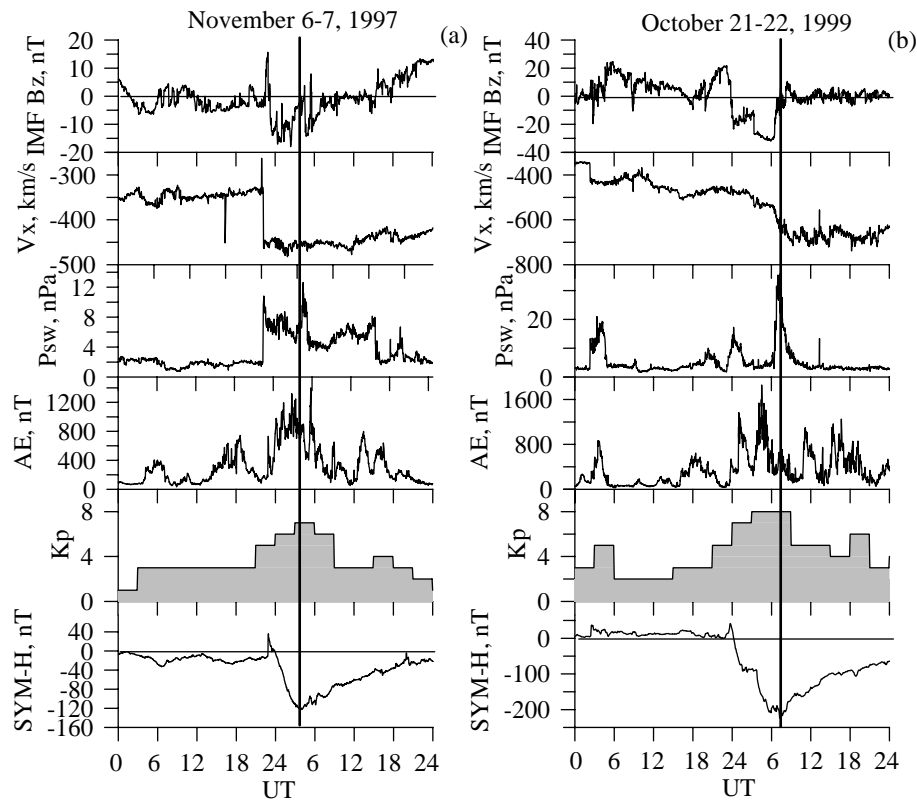 November 6-7, 1997
(a)
IMF Bz, nT
20
10
0
-10
-20
Vx, km/s
-300
-400
-500
Psw, nPa
12
8
4
0
AE, nT
1200
800
400
0
Kp
8
4
0
SYM-H, nT
40
0
-40
-80
-120
-160
0 6 12 18 24 6 12 18 24
UT
October 21-22, 1999
(b)
IMF Bz, nT
40
20
0
-20
-40
Vx, km/s
-400
-600
-800
Psw, nPa
20
0
AE, nT
1600
800
0
Kp
8
4
0
SYM-H, nT
0
-100
-200
0 6 12 18 24 6 12 18 24
UT